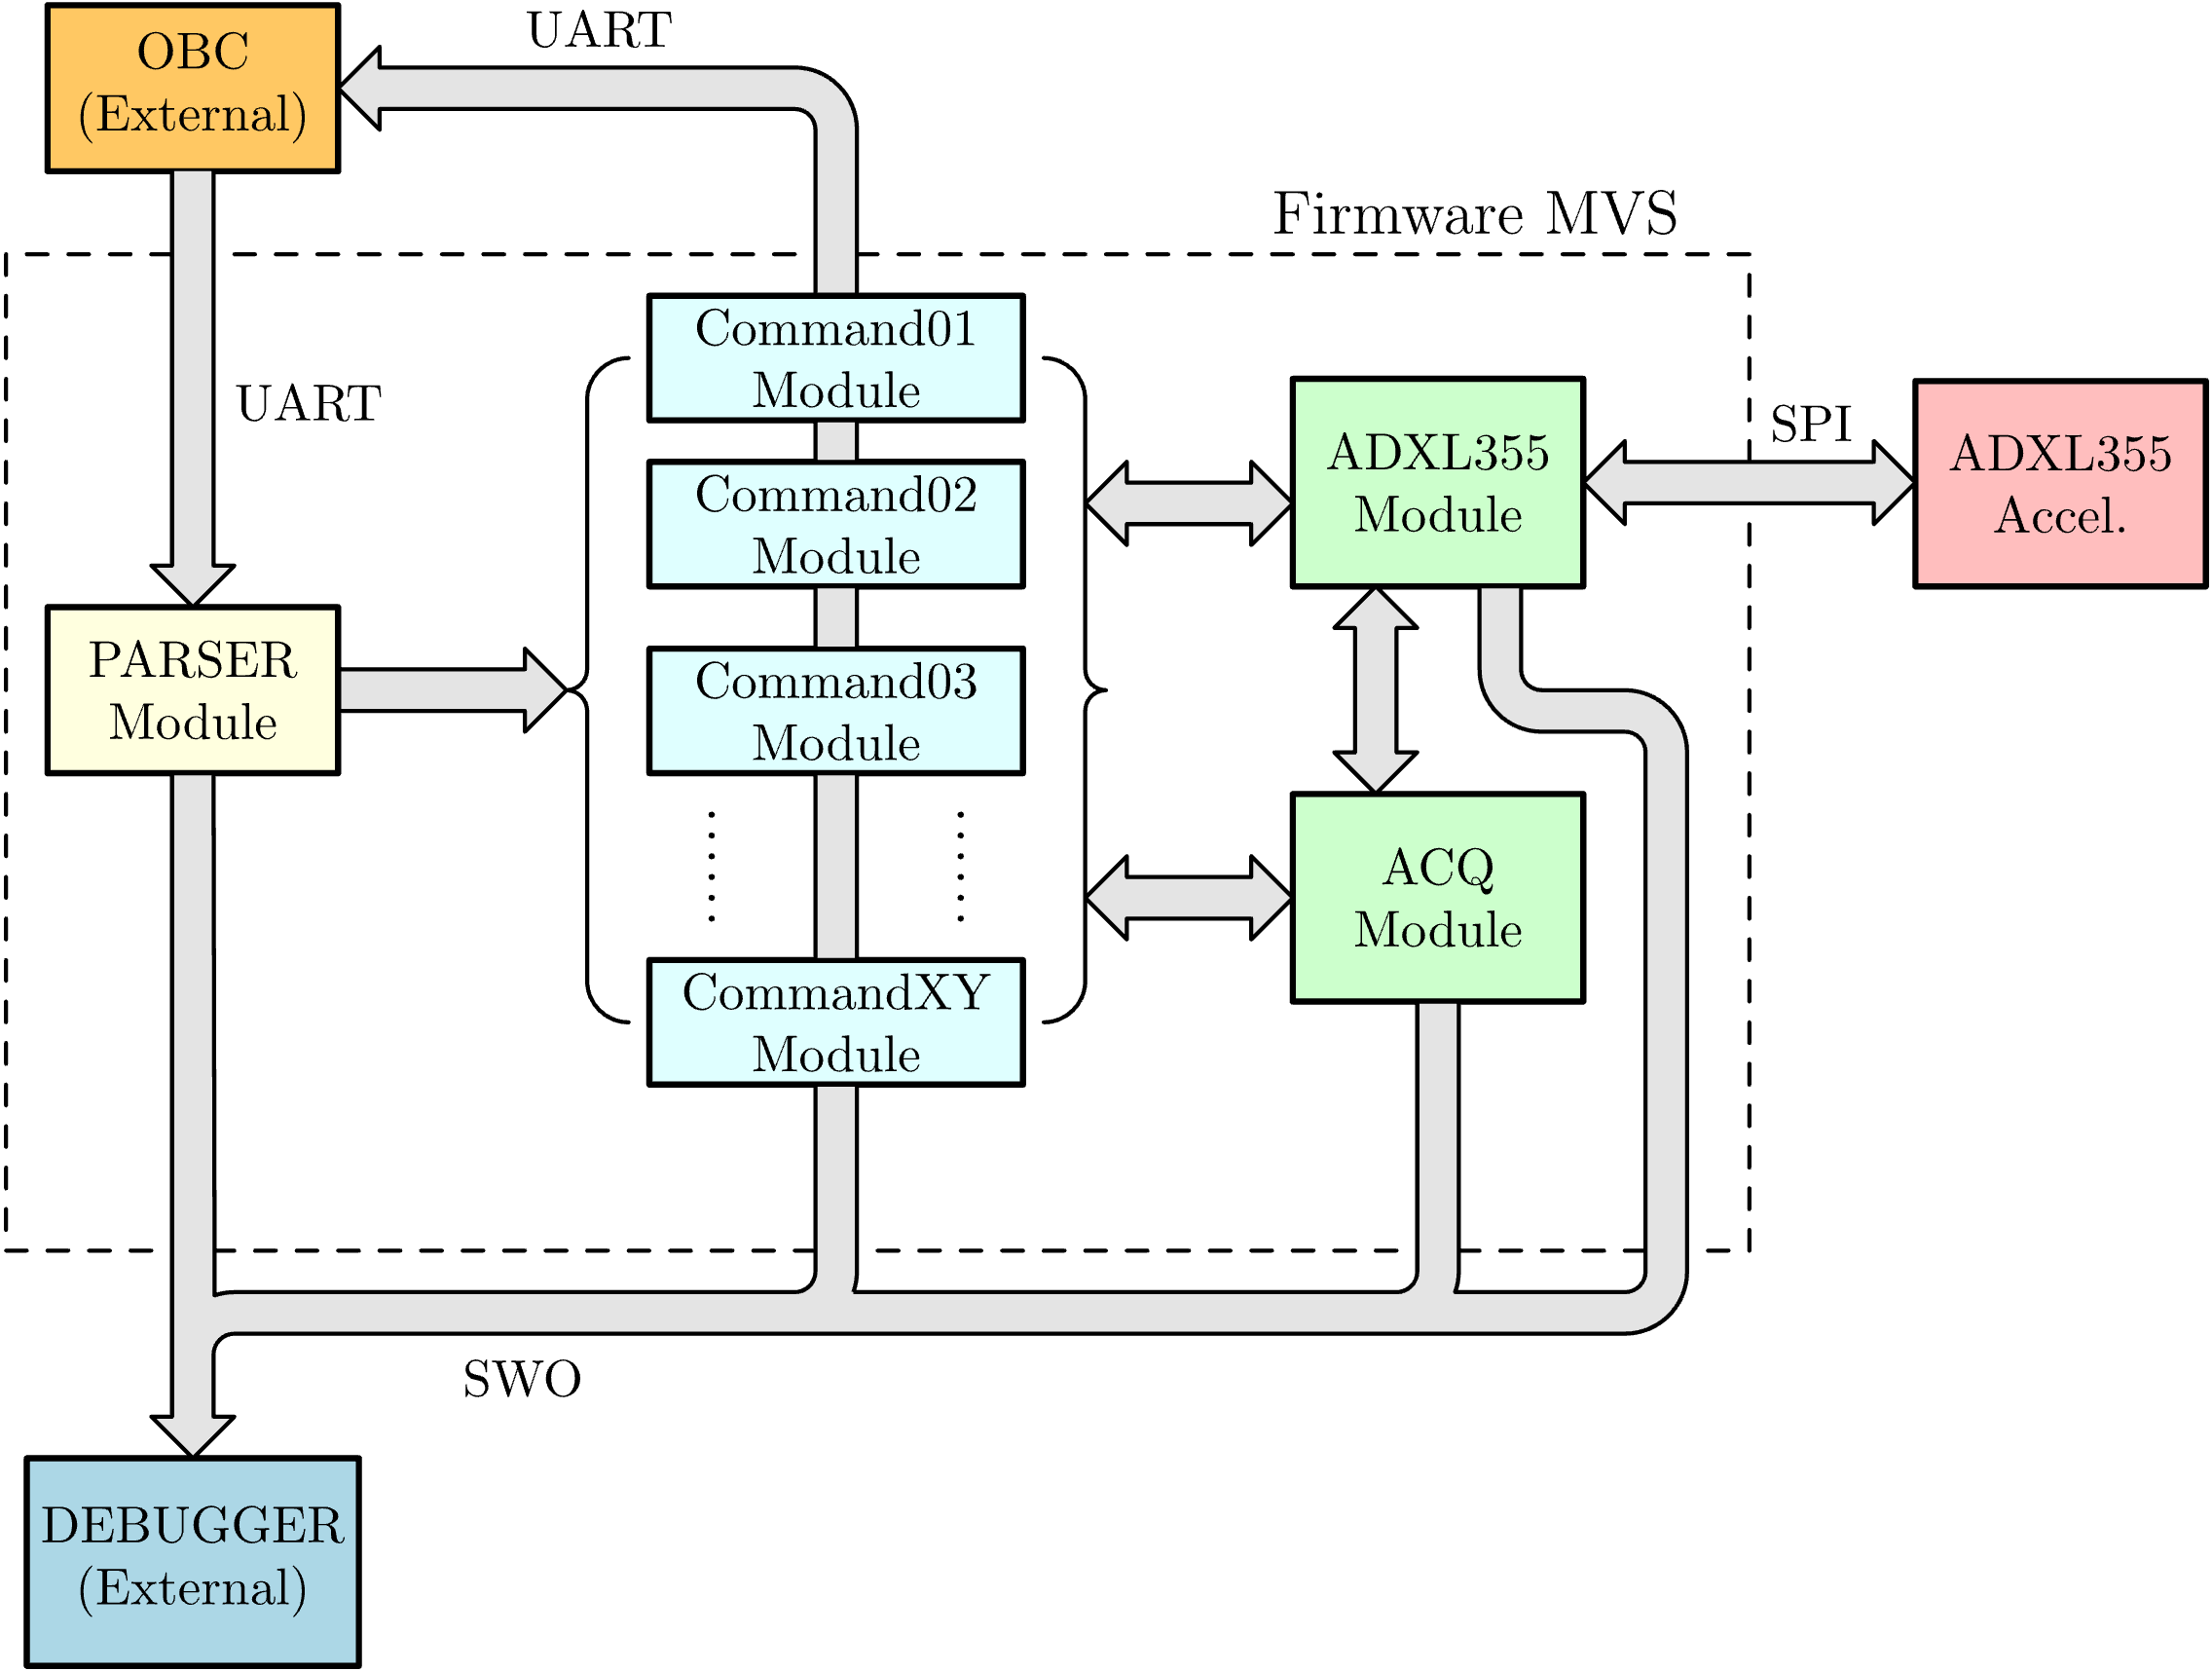 OBC
(External)
UART
Firmware MVS
UART
Command01
Module
Command02
Module
Command03
Module
CommandXY
Module
PARSER
Module
ADXL355
Module
SPI
ADXL355
Accel.
ACQ
Module
SWO
DEBUGGER
(External)